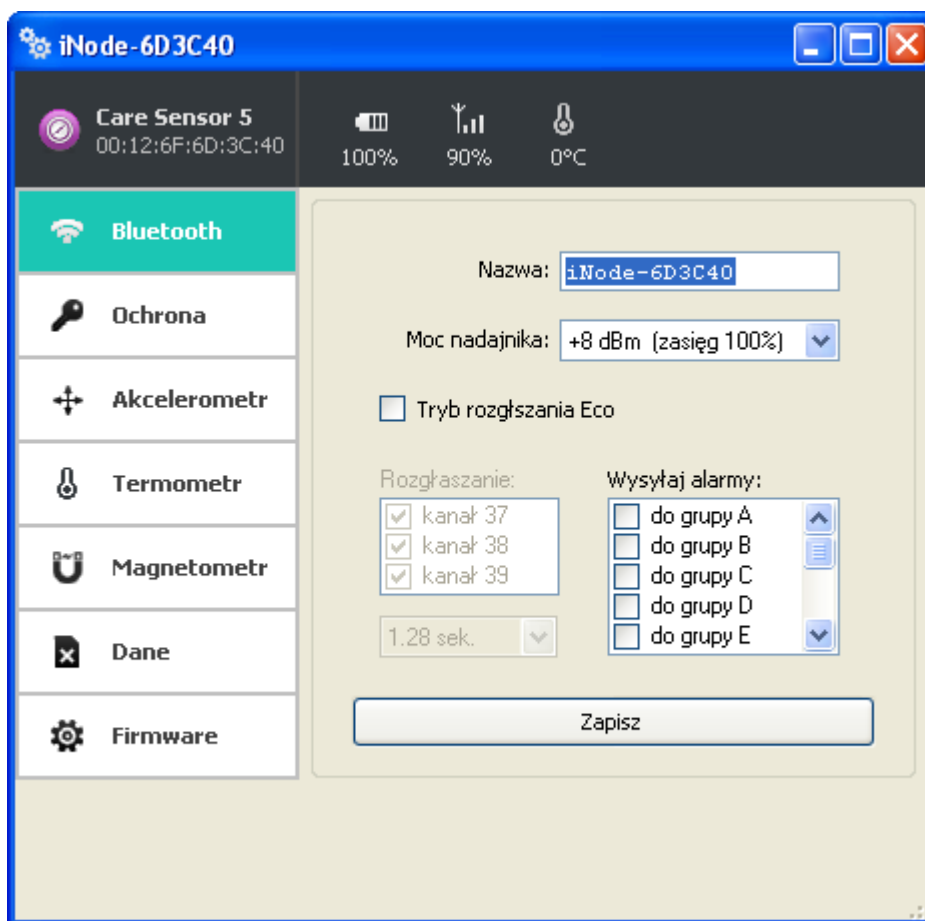 iNode-6D3C40
Care Sensor 5
00:12:6F:6D:3C:40
100%
90%
0°C
Bluetooth
Ochrona
Akcelerometr
Termometr
Magnetometr
Dane
Firmware
Nazwa: iNode-6D3C40
Moc nadajnika: +8 dBm (zasięg 100%)
Tryb rozgłszania Eco
Rozgłaszanie:
kanał 37
kanał 38
kanał 39
1.28 sek.
Wysyłaj alarmy:
do grupy A
do grupy B
do grupy C
do grupy D
do grupy E
Zapisz